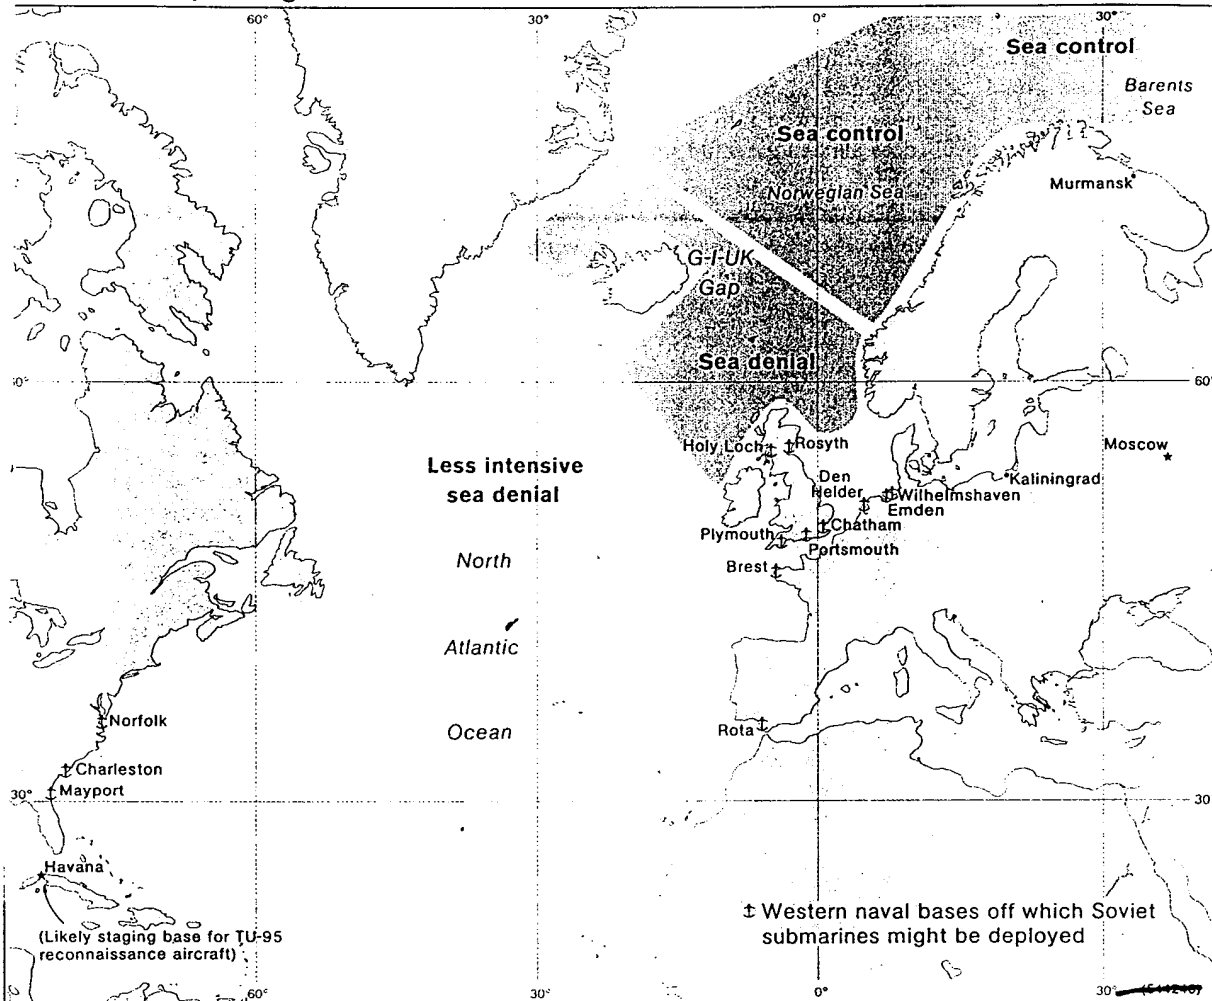 60°
30°
0°
30°
Sea control
Barents
Sea
Sea control
Norwegian Sea
Murmansk
G-I-UK
Gap
Sea denial
60°
Holy Loch
Rosyth
Moscow
Less intensive
sea denial
Den
Helder
Kaliningrad
Wilhelmshaven
Emden
Chatham
Plymouth
Portsmouth
North
Brest
Atlantic
Norfolk
Ocean
Rota
Charleston
Mayport
30°
30
Havana
(Likely staging base for TU-95
reconnaissance aircraft)
Western naval bases off which Soviet
submarines might be deployed
60°
30°
0°
30°